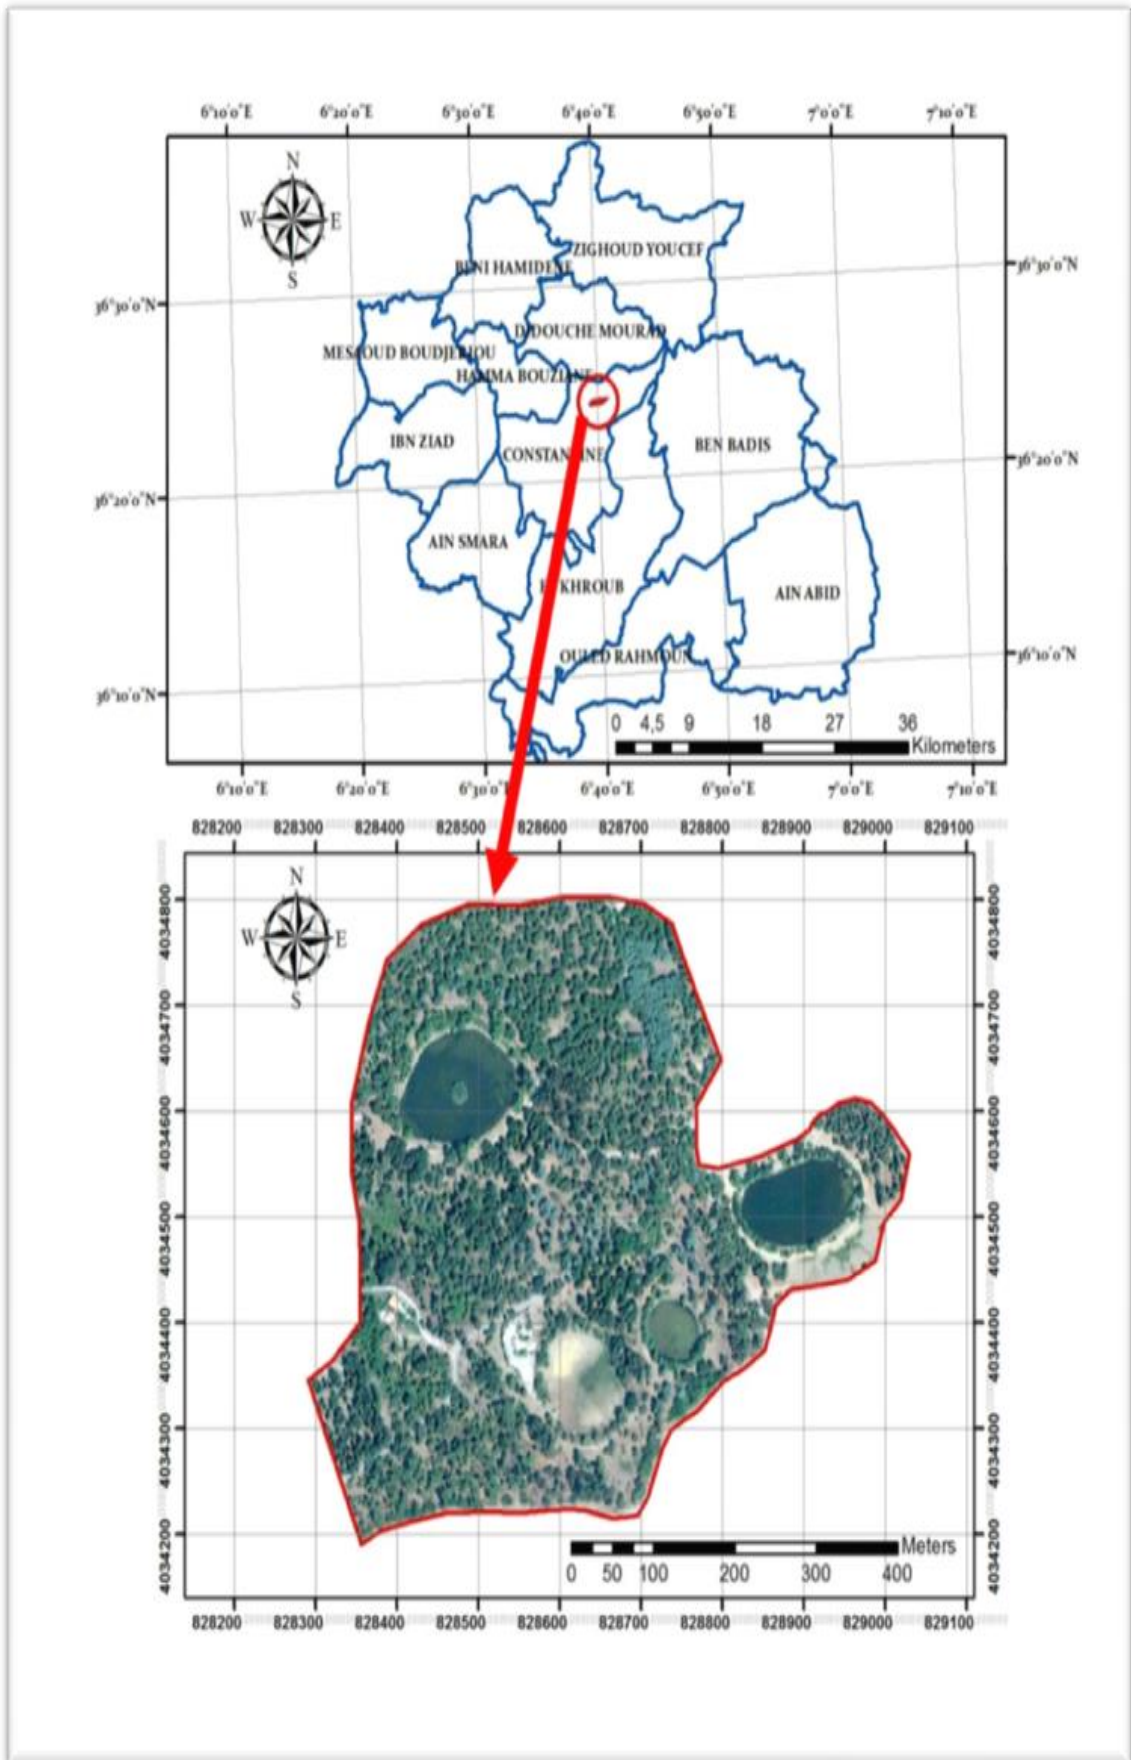 6°10'0"E 6°20'0"E 6°30'0"E 6°40'0"E 6°50'0"E 7°0'0"E 7°10'0"E
N
W E
S
ZIGHOUD YOUCEF
BENI HAMIDENE
36°30'0"N
36°30'0"N
DIDOUCHE MOURAD
MESAOUD BOUDJERIOU
HAMMA BOUZIANE
IBN ZIAD
BEN BADIS
CONSTANTINE
36°20'0"N
36°20'0"N
AIN SMARA
KHROUB
AIN ABID
OULED RAHMOUN
36°10'0"N
36°10'0"N
0 4,5 9 18 27 36
Kilometers
6°10'0"E 6°20'0"E 6°30'0"E 6°40'0"E 6°50'0"E 7°0'0"E 7°10'0"E
828200 828300 828400 828500 828600 828700 828800 828900 829000 829100
N
W E
S
4034800 4034800
4034700 4034700
4034600 4034600
4034500 4034500
4034400 4034400
4034300 4034300
4034200 4034200
Meters
0 50 100 200 300 400
828200 828300 828400 828500 828600 828700 828800 828900 829000 829100